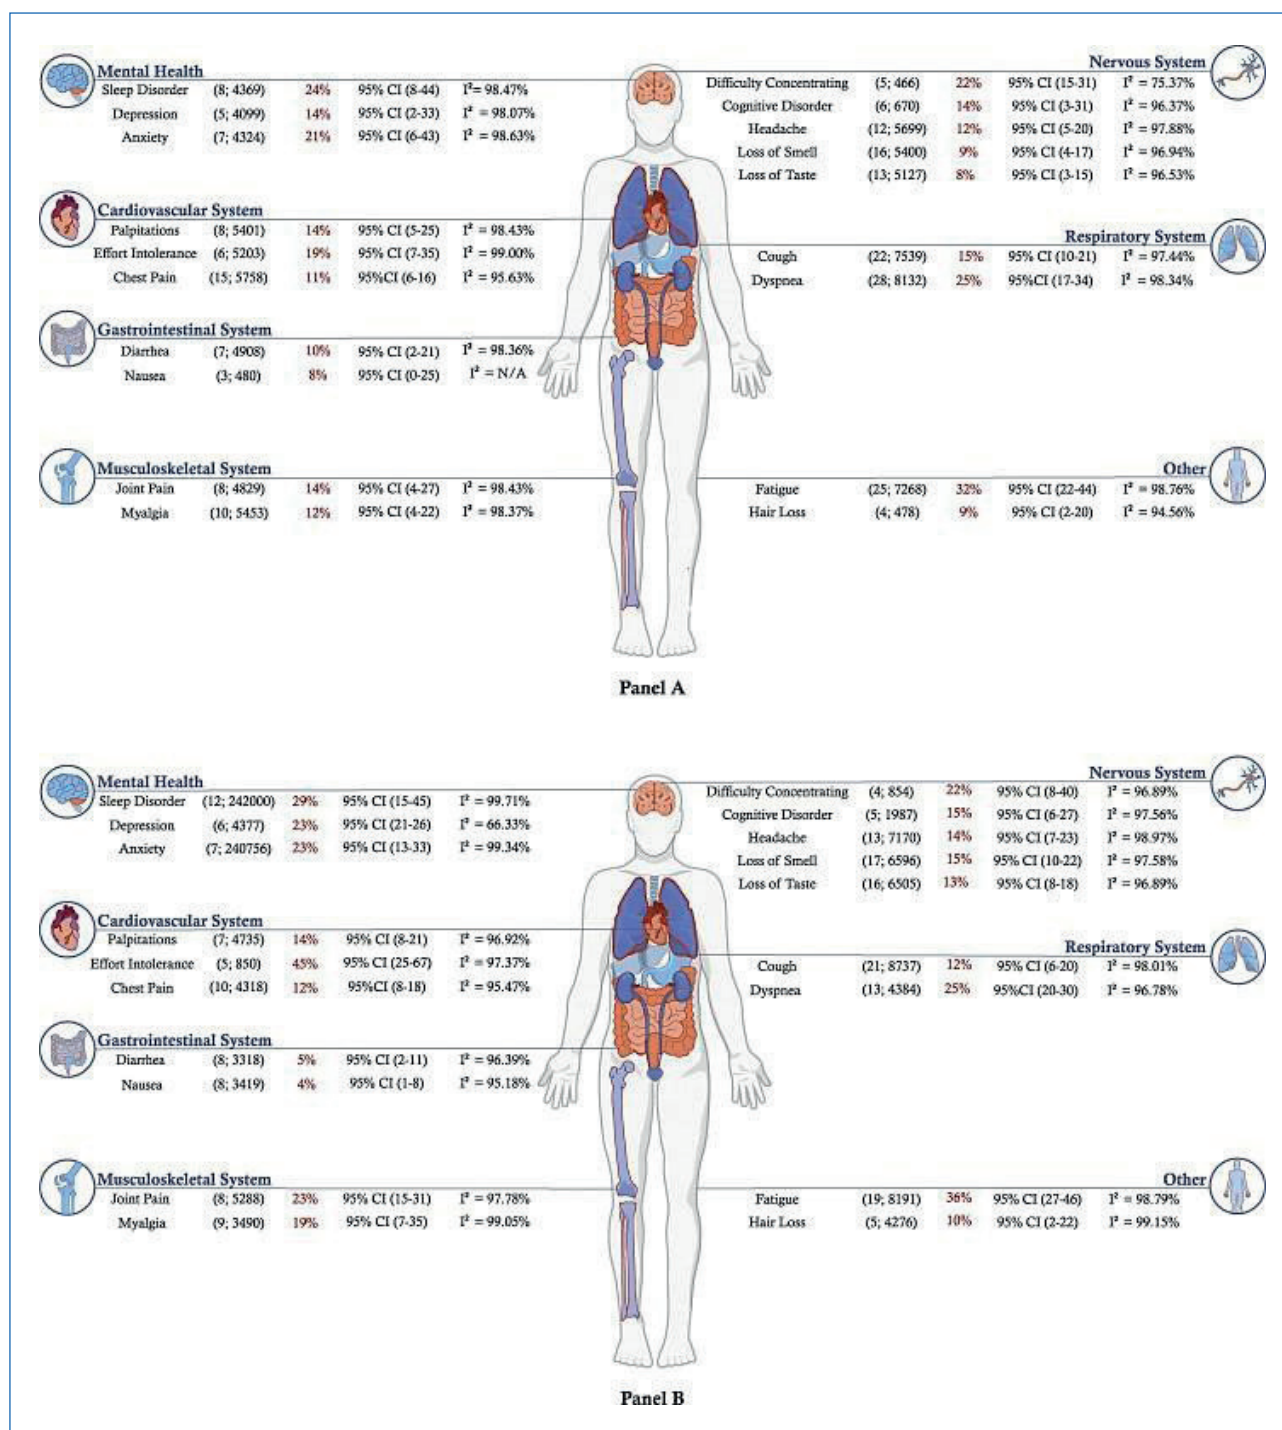 Mental Health
Sleep Disorder (8; 4369) 24% 95% CI (8-44) I²= 98.47%
Depression (5; 4099) 14% 95% CI (2-33) I² = 98.07%
Anxiety (7; 4324) 21% 95% CI (6-43) I² = 98.63%
Cardiovascular System
Palpitations (8; 5401) 14% 95% CI (5-25) I² = 98.43%
Effort Intolerance (6; 5203) 19% 95% CI (7-35) I² = 99.00%
Chest Pain (15; 5758) 11% 95%CI (6-16) I² = 95.63%
Gastrointestinal System
Diarrhea (7; 4908) 10% 95% CI (2-21) I² = 98.36%
Nausea (3; 480) 8% 95% CI (0-25) I² = N/A
Musculoskeletal System
Joint Pain (8; 4829) 14% 95% CI (4-27) I² = 98.43%
Myalgia (10; 5453) 12% 95% CI (4-22) I² = 98.37%
Nervous System
Difficulty Concentrating (5; 466) 22% 95% CI (15-31) I² = 75.37%
Cognitive Disorder (6; 670) 14% 95% CI (3-31) I² = 96.37%
Headache (12; 5699) 12% 95% CI (5-20) I² = 97.88%
Loss of Smell (16; 5400) 9% 95% CI (4-17) I² = 96.94%
Loss of Taste (13; 5127) 8% 95% CI (3-15) I² = 96.53%
Respiratory System
Cough (22; 7539) 15% 95% CI (10-21) I² = 97.44%
Dyspnea (28; 8132) 25% 95%CI (17-34) I² = 98.34%
Other
Fatigue (25; 7268) 32% 95% CI (22-44) I² = 98.76%
Hair Loss (4; 478) 9% 95% CI (2-20) I² = 94.56%
Panel A
Mental Health
Sleep Disorder (12; 242000) 29% 95% CI (15-45) I² = 99.71%
Depression (6; 4377) 23% 95% CI (21-26) I² = 66.33%
Anxiety (7; 240756) 23% 95% CI (13-33) I² = 99.34%
Cardiovascular System
Palpitations (7; 4735) 14% 95% CI (8-21) I² = 96.92%
Effort Intolerance (5; 850) 45% 95% CI (25-67) I² = 97.37%
Chest Pain (10; 4318) 12% 95%CI (8-18) I² = 95.47%
Gastrointestinal System
Diarrhea (8; 3318) 5% 95% CI (2-11) I² = 96.39%
Nausea (8; 3419) 4% 95% CI (1-8) I² = 95.18%
Musculoskeletal System
Joint Pain (8; 5288) 23% 95% CI (15-31) I² = 97.78%
Myalgia (9; 3490) 19% 95% CI (7-35) I² = 99.05%
Nervous System
Difficulty Concentrating (4; 854) 22% 95% CI (8-40) I² = 96.89%
Cognitive Disorder (5; 1987) 15% 95% CI (6-27) I² = 97.56%
Headache (13; 7170) 14% 95% CI (7-23) I² = 98.97%
Loss of Smell (17; 6596) 15% 95% CI (10-22) I² = 97.58%
Loss of Taste (16; 6505) 13% 95% CI (8-18) I² = 96.89%
Respiratory System
Cough (21; 8737) 12% 95% CI (6-20) I² = 98.01%
Dyspnea (13; 4384) 25% 95%CI (20-30) I² = 96.78%
Other
Fatigue (19; 8191) 36% 95% CI (27-46) I² = 98.79%
Hair Loss (5; 4276) 10% 95% CI (2-22) I² = 99.15%
Panel B